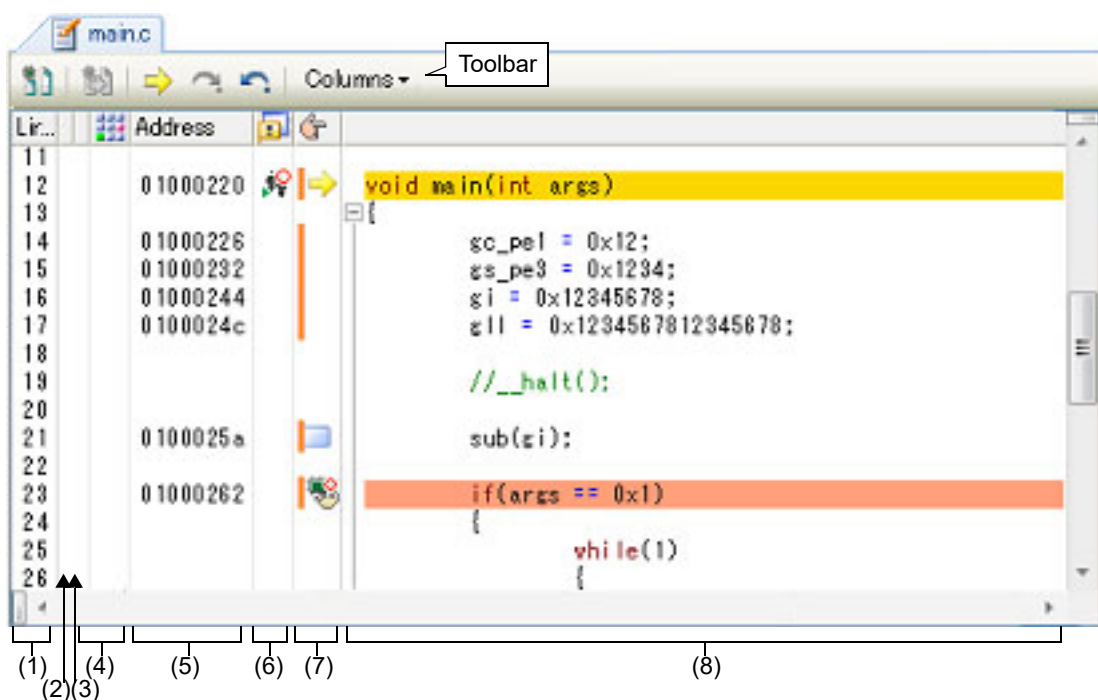 main.c
Columns
Toolbar
Lir... Address
11
12 01000220 void main(int args)
13 {
14 01000226 gc_pe1 = 0x12;
15 01000232 gs_pe3 = 0x1234;
16 01000244 gi = 0x12345678;
17 0100024c gll = 0x1234567812345678;
18
19 //__halt();
20
21 0100025a sub(gi);
22
23 01000262 if(args == 0x1)
24 {
25 while(1)
26 {
(1) (4) (5) (6) (7) (8)
(2)(3)